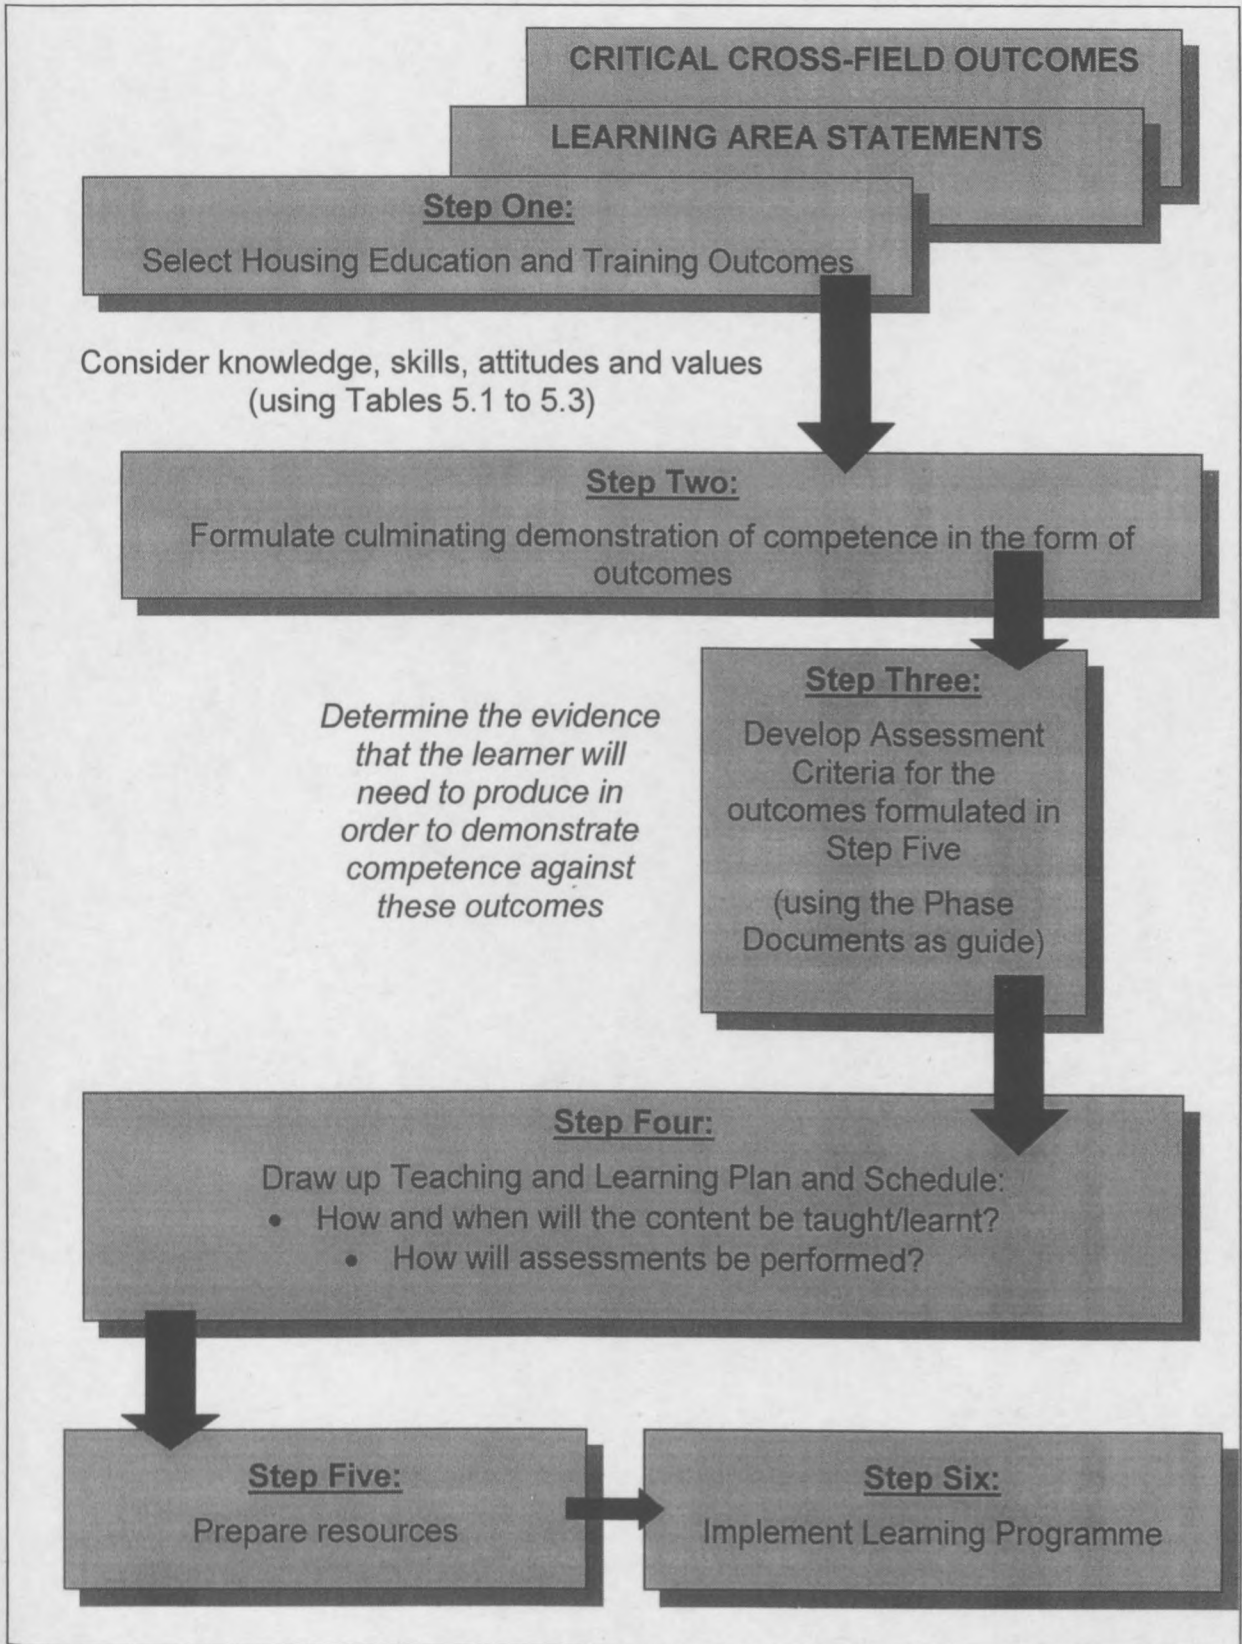 CRITICAL CROSS-FIELD OUTCOMES
LEARNING AREA STATEMENTS
Step One:
Select Housing Education and Training Outcomes
Consider knowledge, skills, attitudes and values
(using Tables 5.1 to 5.3)
Step Two:
Formulate culminating demonstration of competence in the form of
outcomes
Determine the evidence
that the learner will
need to produce in
order to demonstrate
competence against
these outcomes
Step Three:
Develop Assessment
Criteria for the
outcomes formulated in
Step Five
(using the Phase
Documents as guide)
Step Four:
Draw up Teaching and Learning Plan and Schedule:
• How and when will the content be taught/learnt?
• How will assessments be performed?
Step Five:
Prepare resources
Step Six:
Implement Learning Programme